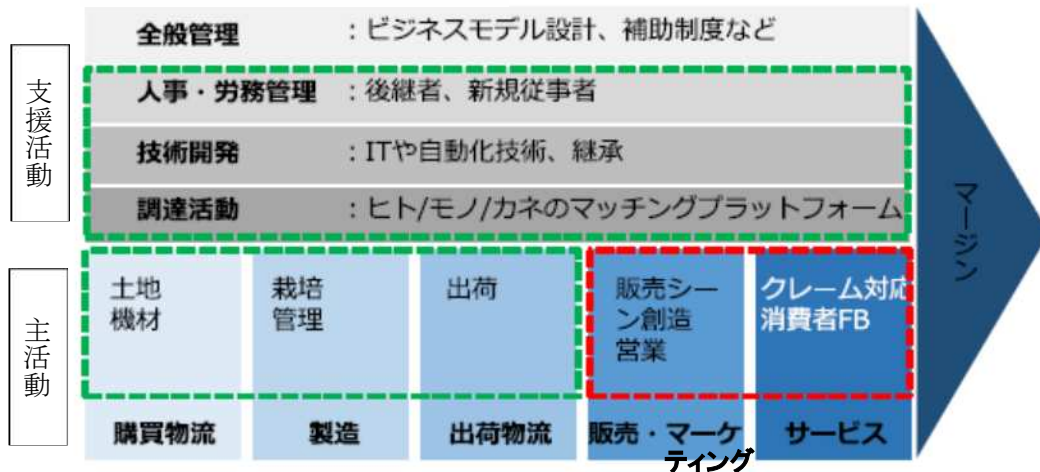 支援活動
全般管理 :ビジネスモデル設計、補助制度など
人事・労務管理 :後継者、新規従事者
技術開発 :ITや自動化技術、継承
調達活動 :ヒト/モノ/カネのマッチングプラットフォーム
マージン
主活動
土地
機材
栽培
管理
出荷
販売シー
ン創造
営業
クレーム対応
消費者FB
購買物流
製造
出荷物流
販売・マーケ
ティング
サービス